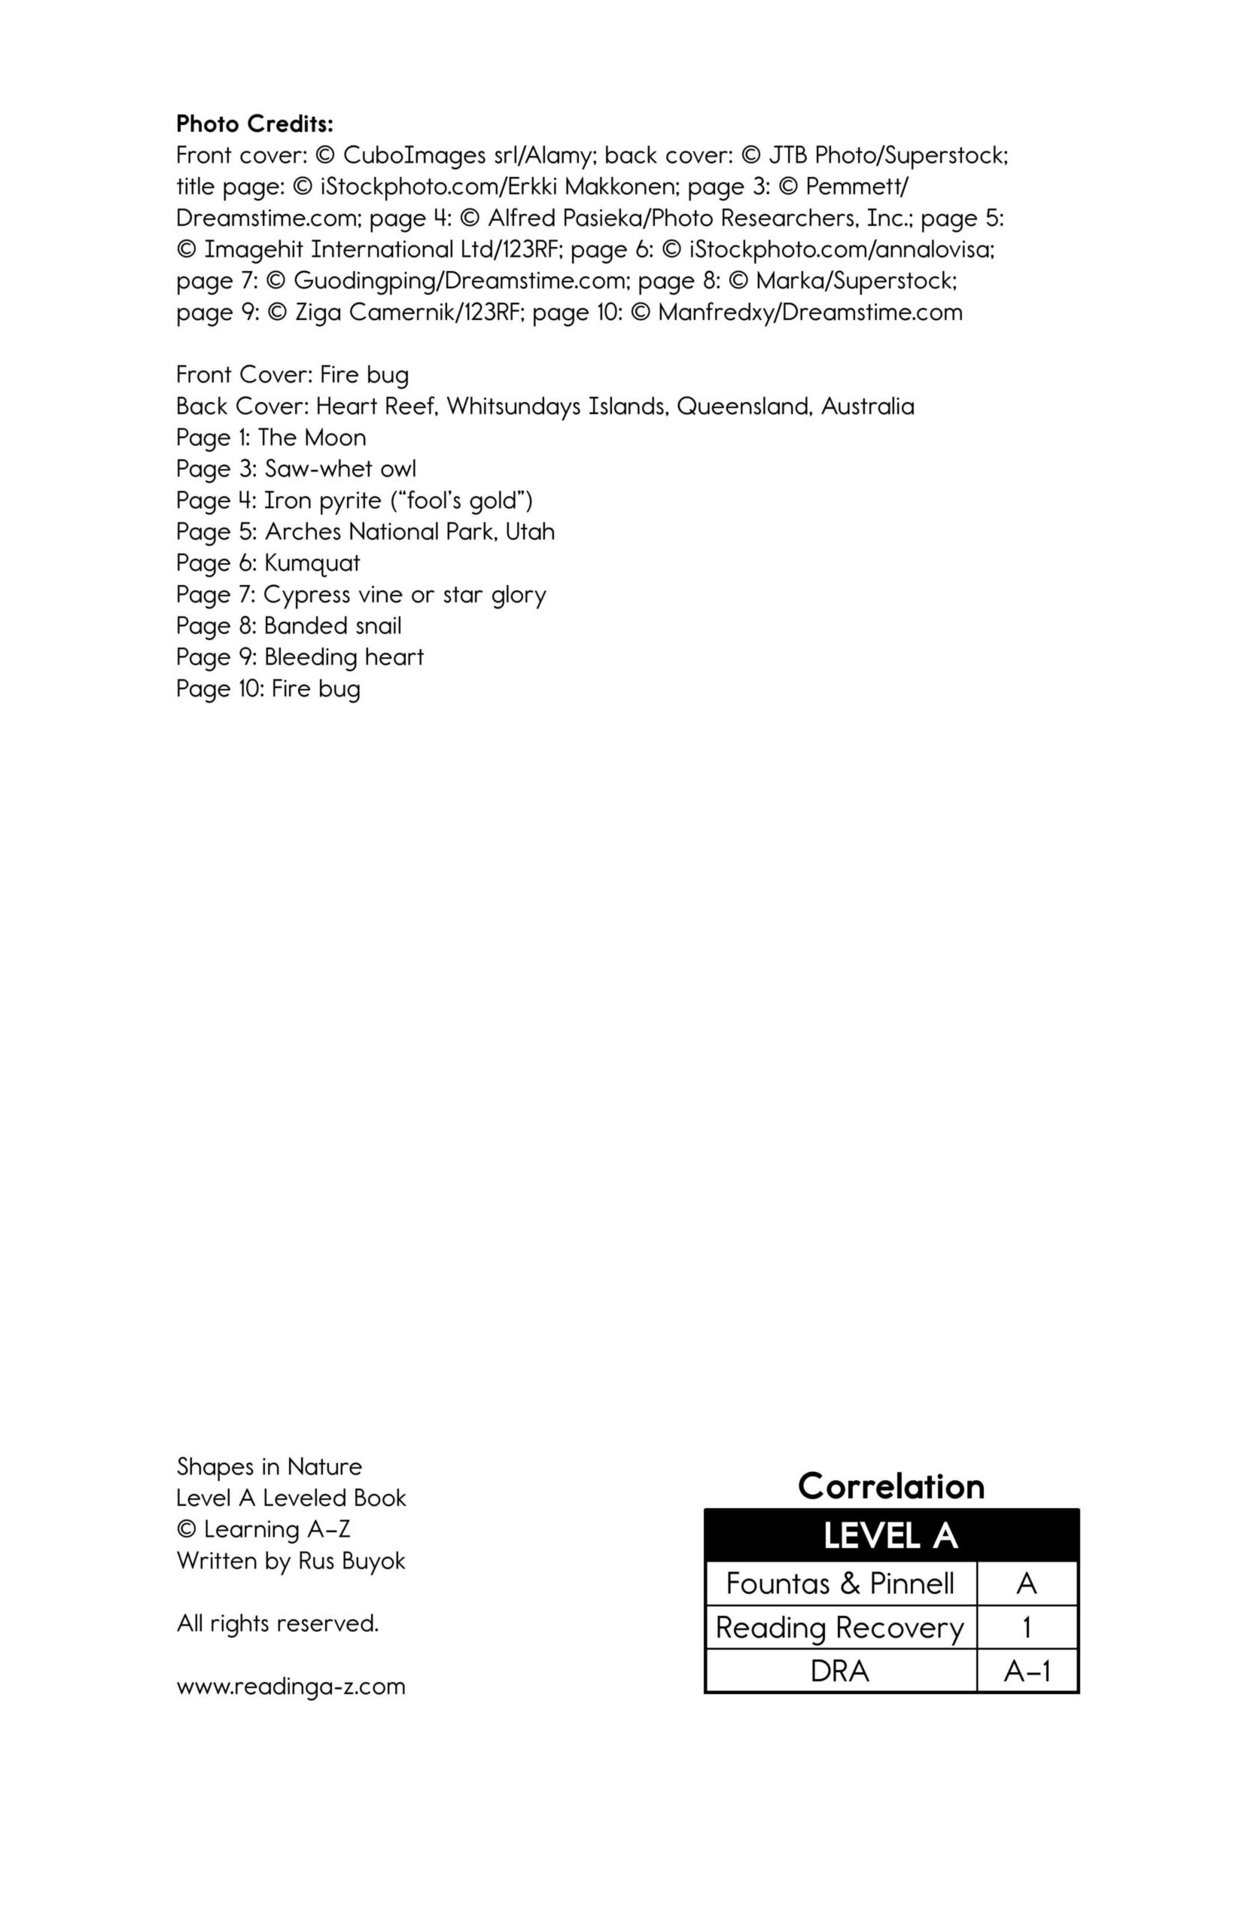 Photo Credits:
Front cover: © CuboImages srl/Alamy; back cover: © JTB Photo/Superstock;
title page: © iStockphoto.com/Erkki Makkonen; page 3: © Pemmett/
Dreamstime.com; page 4: © Alfred Pasieka/Photo Researchers, Inc.; page 5:
© Imagehit International Ltd/123RF; page 6: © iStockphoto.com/annalovisa;
page 7: © Guodingping/Dreamstime.com; page 8: © Marka/Superstock;
page 9: © Ziga Camernik/123RF; page 10: © Manfredxy/Dreamstime.com
Front Cover: Fire bug
Back Cover: Heart Reef, Whitsundays Islands, Queensland, Australia
Page 1: The Moon
Page 3: Saw-whet owl
Page 4: Iron pyrite (“fool’s gold”)
Page 5: Arches National Park, Utah
Page 6: Kumquat
Page 7: Cypress vine or star glory
Page 8: Banded snail
Page 9: Bleeding heart
Page 10: Fire bug
Shapes in Nature
Level A Leveled Book
© Learning A–Z
Written by Rus Buyok
All rights reserved.
www.readinga-z.com
Correlation
LEVEL A
Fountas & Pinnell A
Reading Recovery 1
DRA A–1